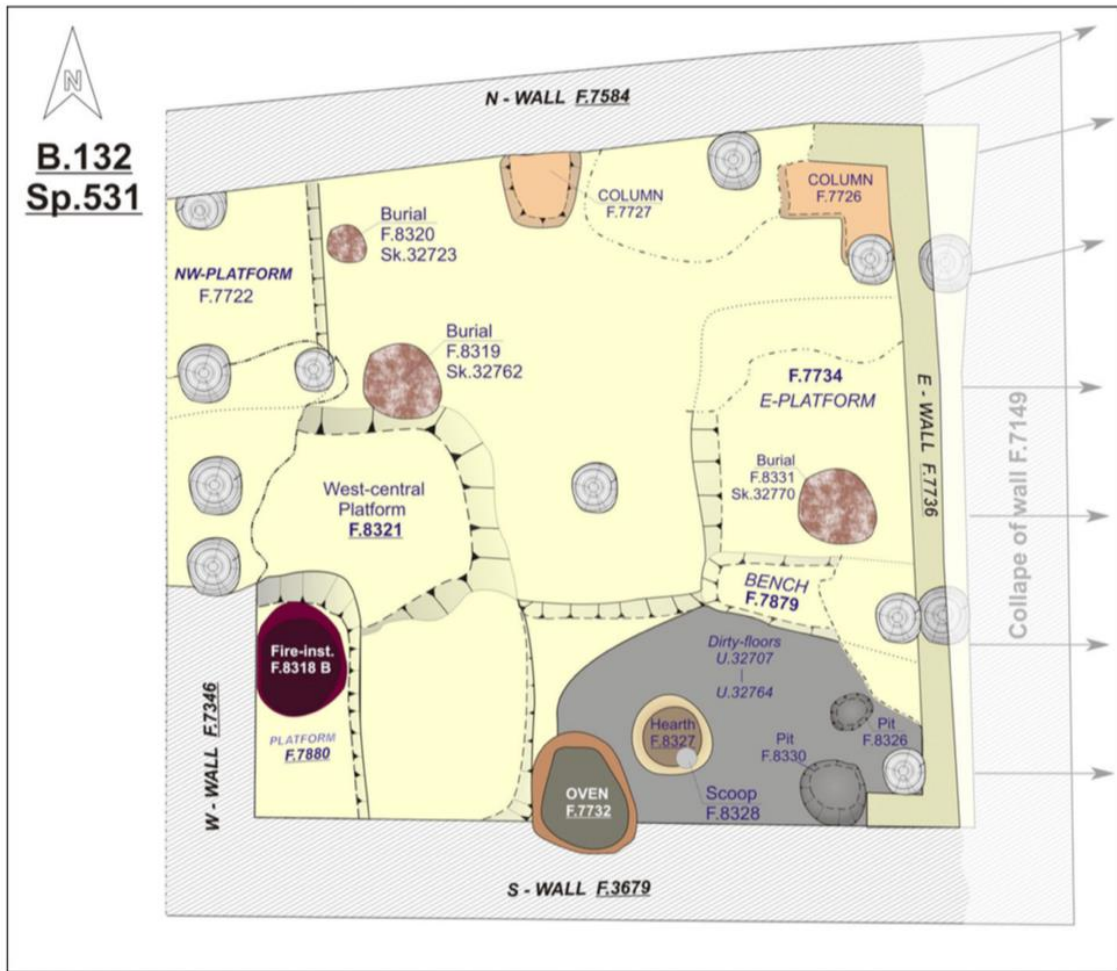 N
B.132
Sp.531
N - WALL F.7584
COLUMN
F.7727
COLUMN
F.7726
Burial
F.8320
Sk.32723
NW-PLATFORM
F.7722
Burial
F.8319
Sk.32762
F.7734
E-PLATFORM
E - WALL F.7736
Collape of wall F.7149
Burial
F.8331
Sk.32770
West-central
Platform
F.8321
BENCH
F.7879
Dirty-floors
U.32707
|
U.32764
Fire-inst.
F.8318 B
W - WALL F.7346
PLATFORM
F.7880
Hearth
F.8327
Pit
F.8326
Pit
F.8330
OVEN
F.7732
Scoop
F.8328
S - WALL F.3679